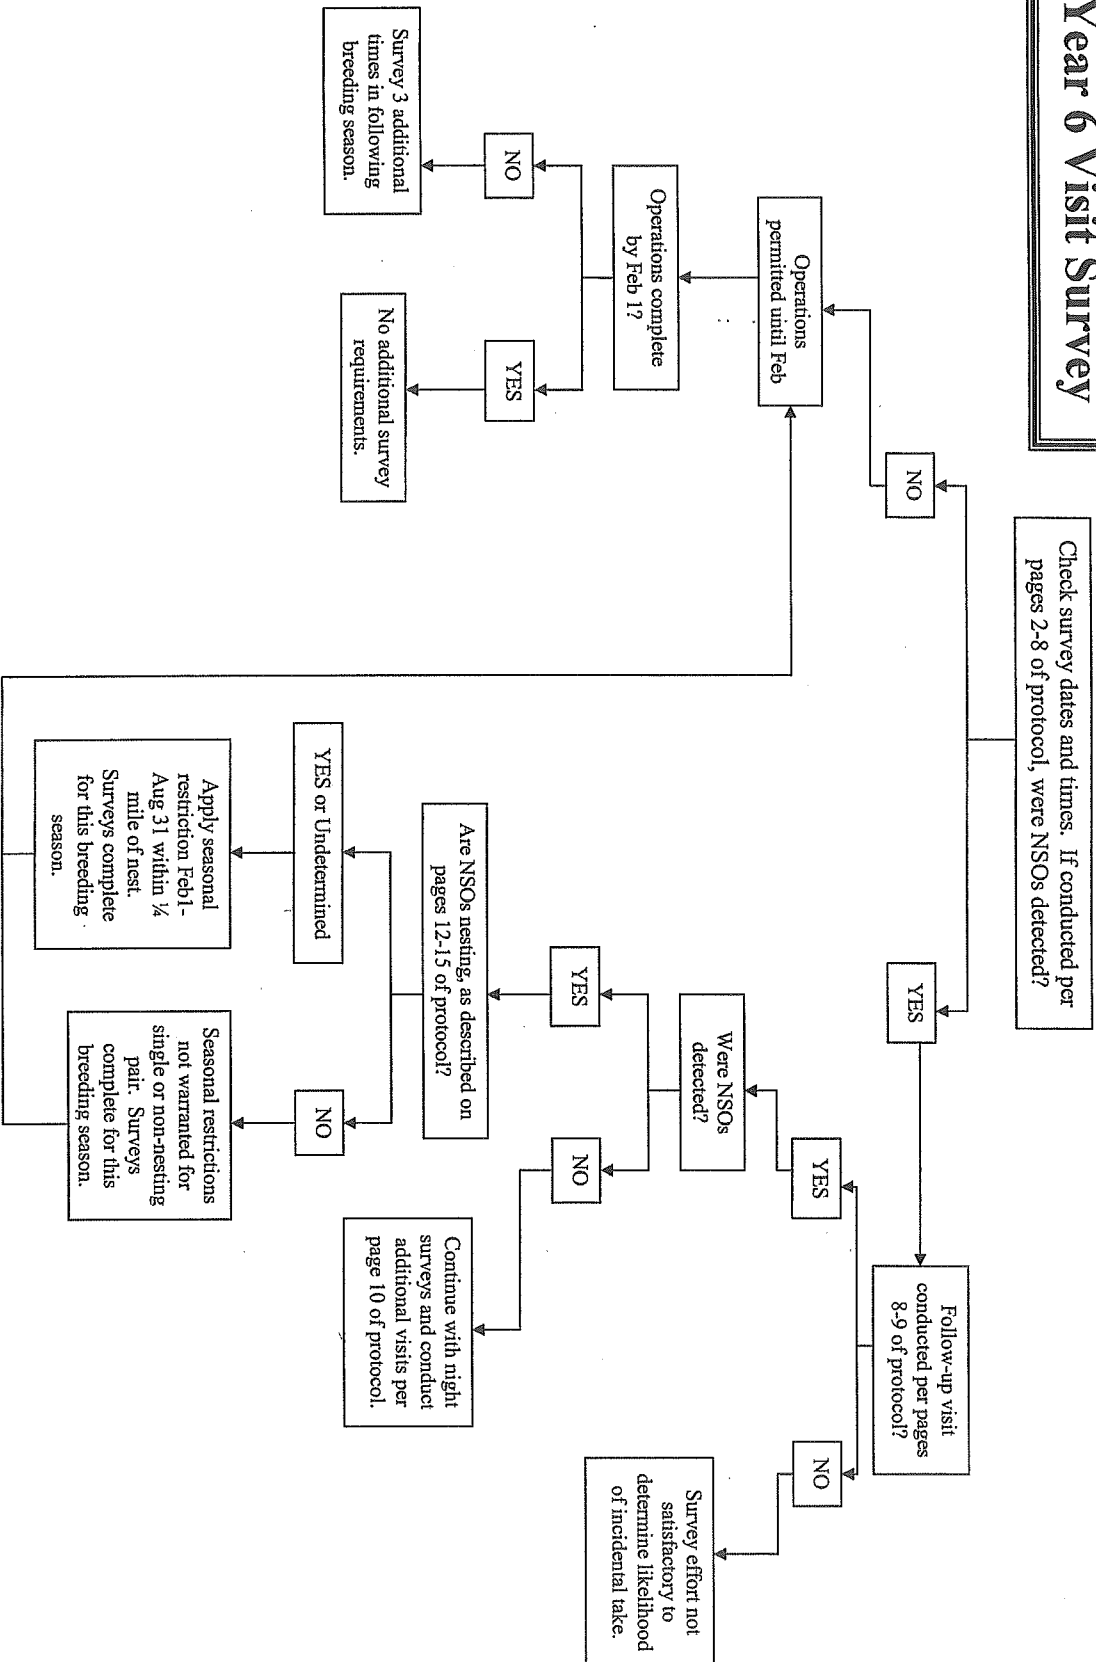 Year 6 Visit Survey
Check survey dates and times. If conducted per
pages 2-8 of protocol, were NSOs detected?
NO
YES
Operations
permitted until Feb
Follow-up visit
conducted per pages
8-9 of protocol?
Operations complete
by Feb 1?
YES
NO
NO
YES
Were NSOs
detected?
Survey effort not
satisfactory to
determine likelihood
of incidental take.
Survey 3 additional
times in following
breeding season.
No additional survey
requirements.
YES
NO
Are NSOs nesting, as described on
pages 12-15 of protocol?
Continue with night
surveys and conduct
additional visits per
page 10 of protocol.
YES or Undetermined
NO
Apply seasonal
restriction Feb1-
Aug 31 within ¼
mile of nest.
Surveys complete
for this breeding
season.
Seasonal restrictions
not warranted for
single or non-nesting
pair. Surveys
complete for this
breeding season.